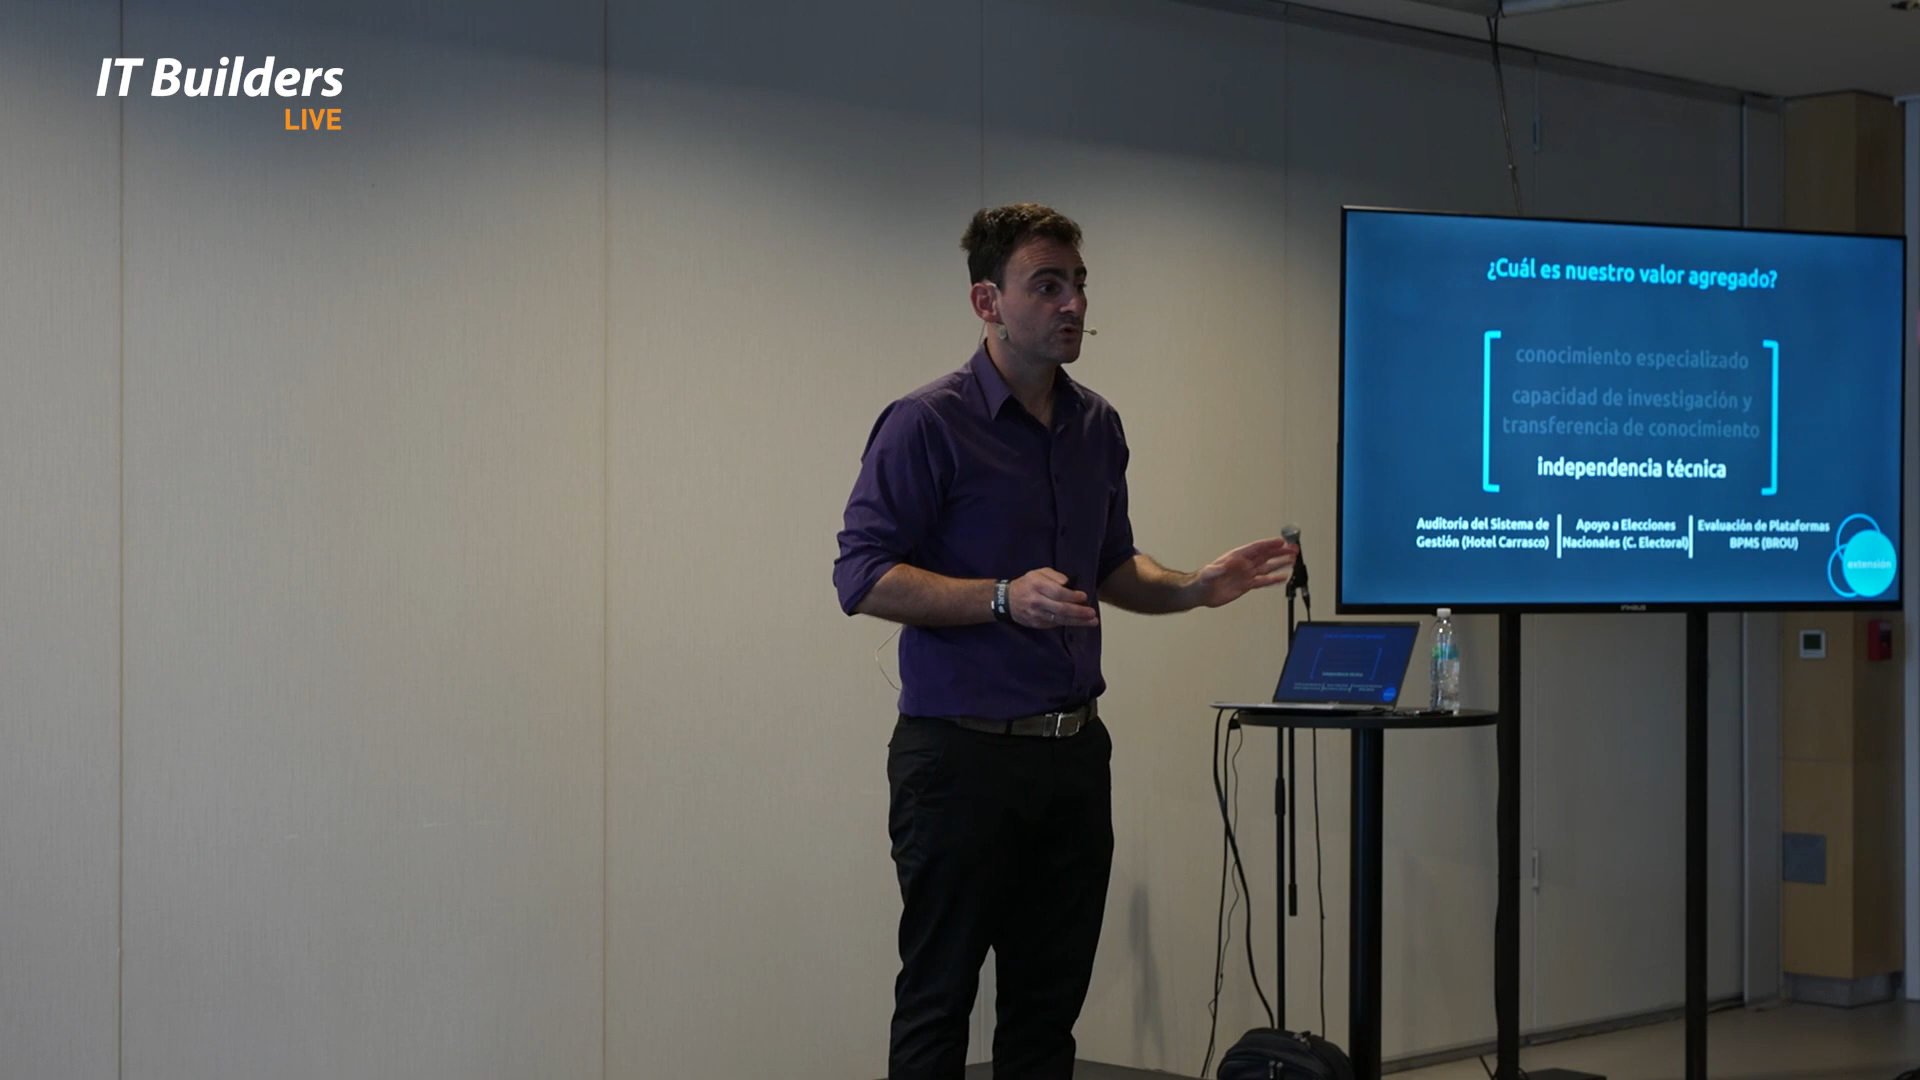 IT Builders
LIVE
¿Cuál es nuestro valor agregado?
conocimiento especializado
capacidad de investigación y
transferencia de conocimiento
independencia técnica
Auditoría del Sistema de
Gestión (Hotel Carrasco)
Apoyo a Elecciones
Nacionales (C. Electoral)
Evaluación de Plataformas
BPMS (BROU)
extensión